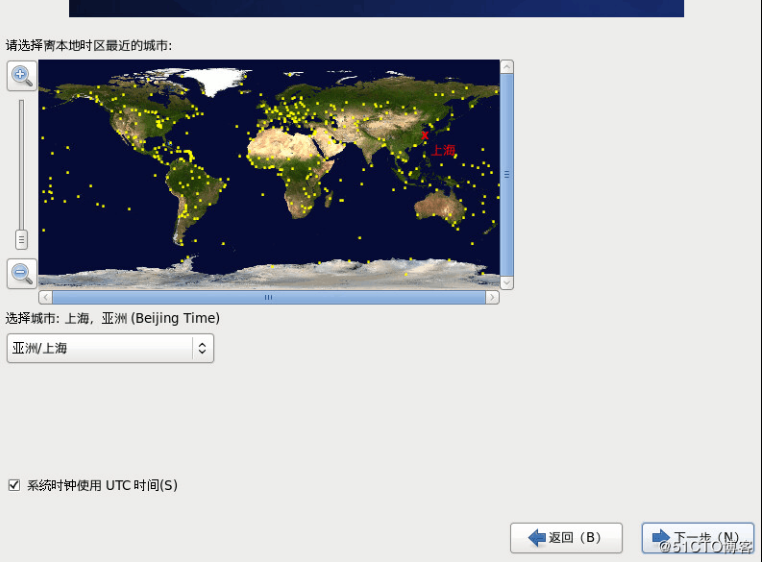 请选择离本地时区最近的城市:
上海
选择城市: 上海, 亚洲 (Beijing Time)
亚洲/上海
系统时钟使用 UTC 时间(S)
返回（B）
下一步（N）
@51CTO博客